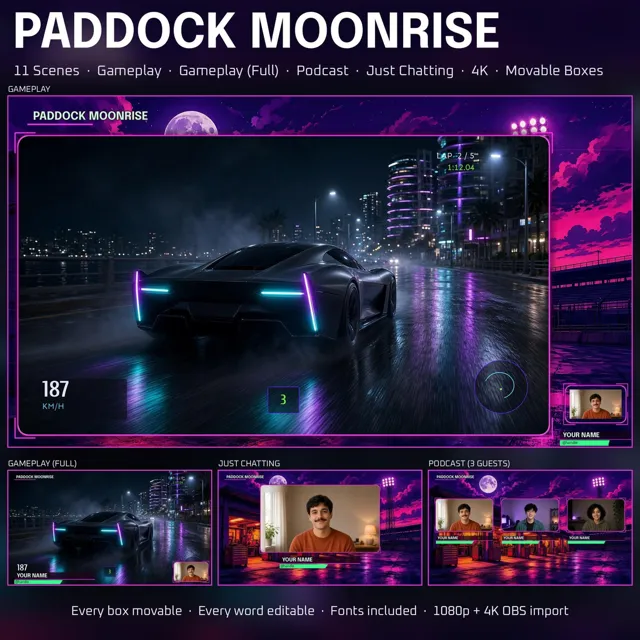 PADDOCK MOONRISE
11 Scenes · Gameplay · Gameplay (Full) · Podcast · Just Chatting · 4K · Movable Boxes
GAMEPLAY
PADDOCK MOONRISE
LAP 2 / 5
1:12.04
187
KM/H
3
YOUR NAME
GAMEPLAY (FULL)
JUST CHATTING
PODCAST (3 GUESTS)
PADDOCK MOONRISE
PADDOCK MOONRISE
PADDOCK MOONRISE
187
YOUR NAME
YOUR NAME
YOUR NAME
YOUR NAME
YOUR NAME
Every box movable · Every word editable · Fonts included · 1080p + 4K OBS import